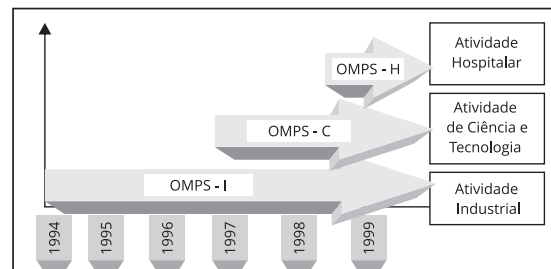 OMPS - H
Atividade
Hospitalar
OMPS - C
Atividade
de Ciência e
Tecnologia
OMPS - I
Atividade
Industrial
1994
1995
1996
1997
1998
1999